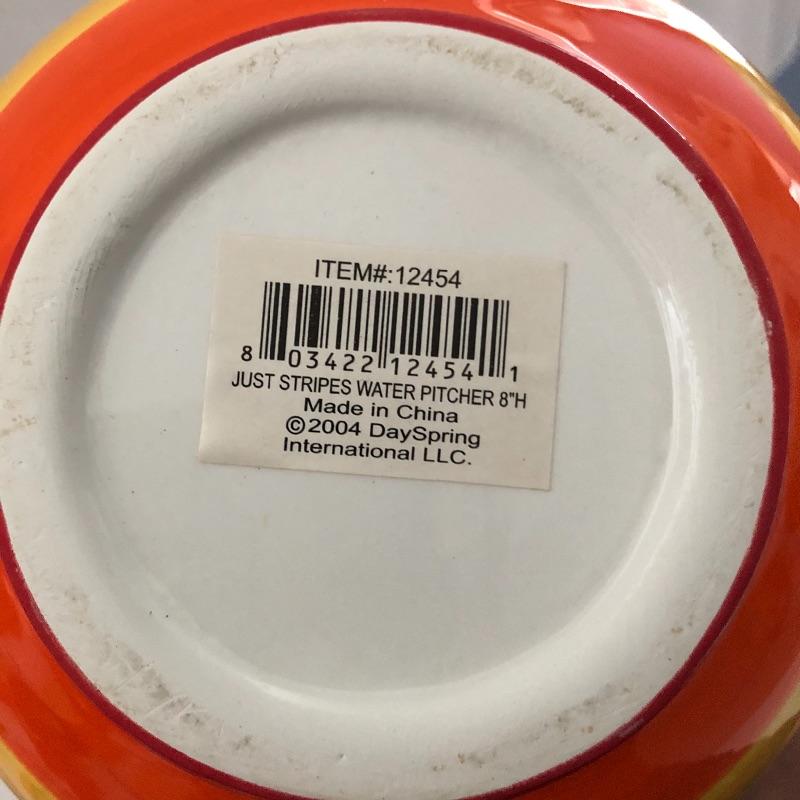 ITEM#:12454
8 03422 12454 1
JUST STRIPES WATER PITCHER 8"H
Made in China
©2004 DaySpring
International LLC.